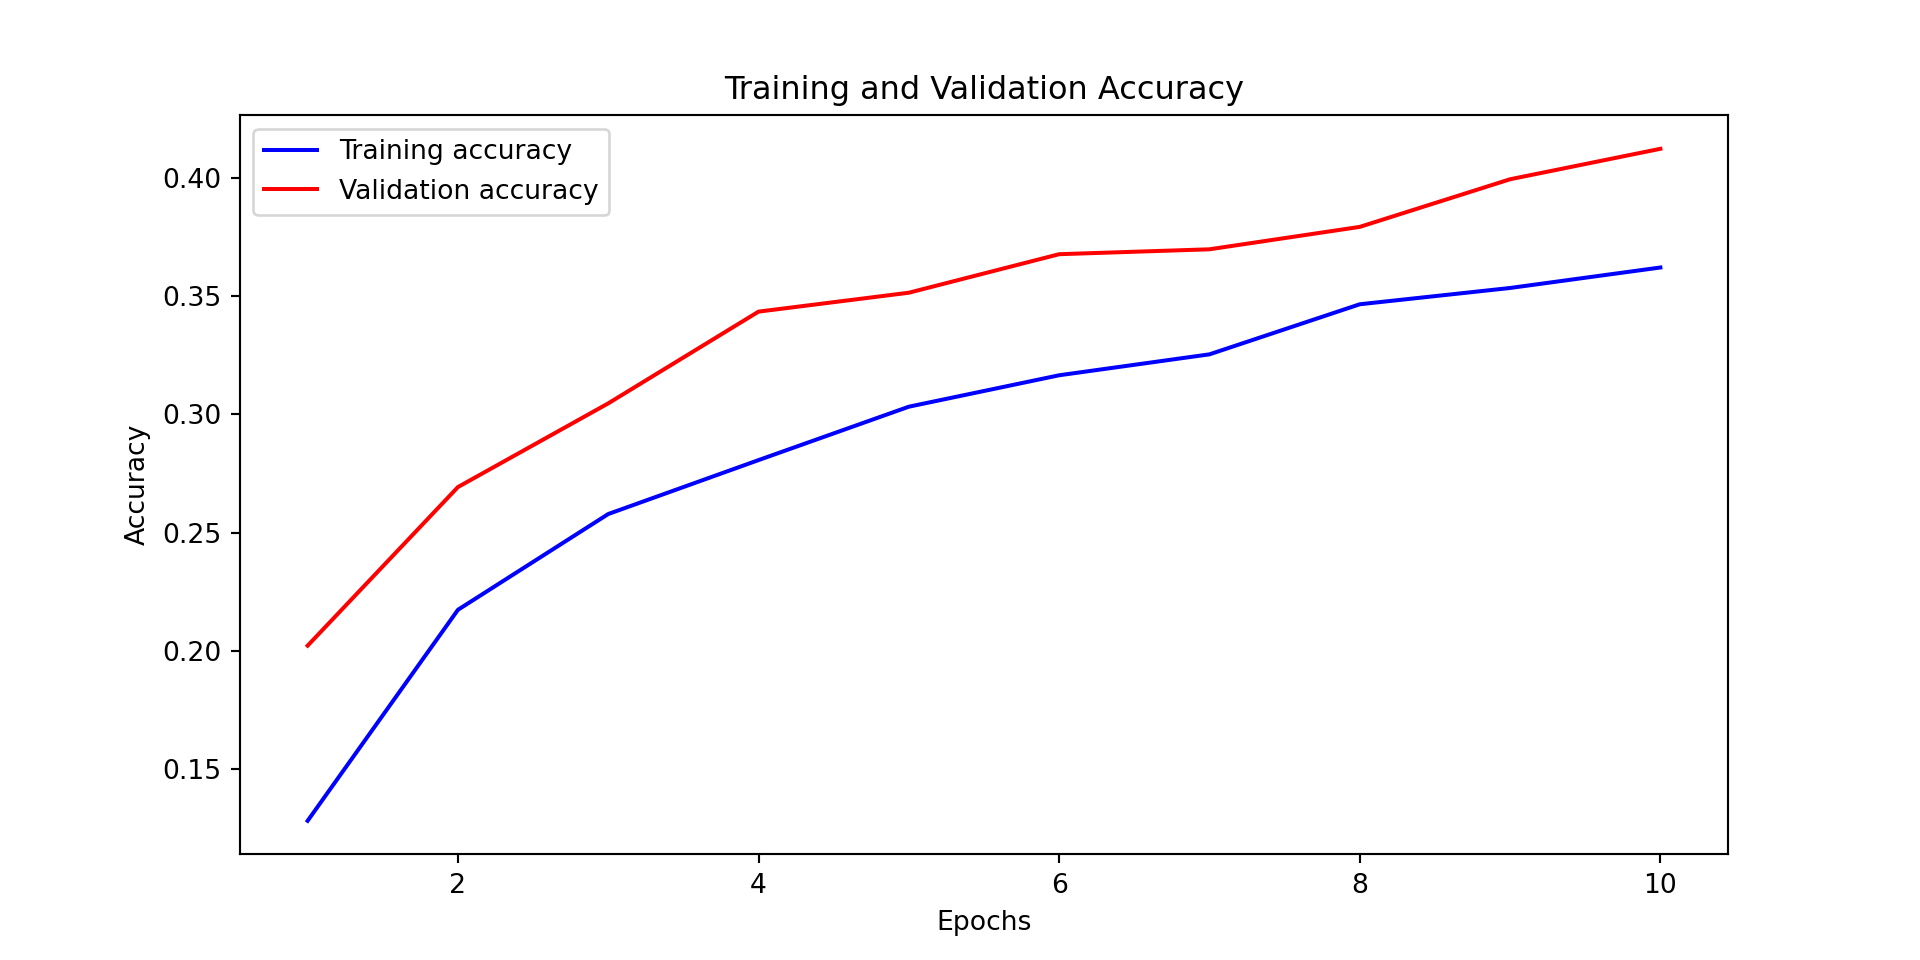 Training and Validation Accuracy
Training accuracy
Validation accuracy
0.40
0.35
0.30
0.25
0.20
0.15
Accuracy
2 4 6 8 10
Epochs